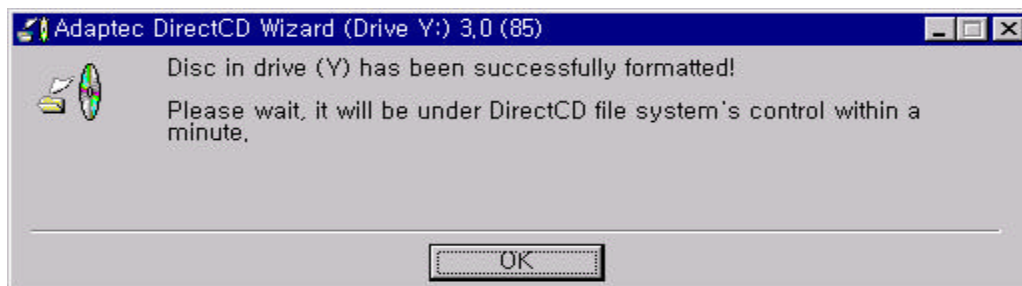 Adaptec DirectCD Wizard (Drive Y:) 3,0 (85)
Disc in drive (Y) has been successfully formatted!
Please wait, it will be under DirectCD file system's control within a
minute,
OK